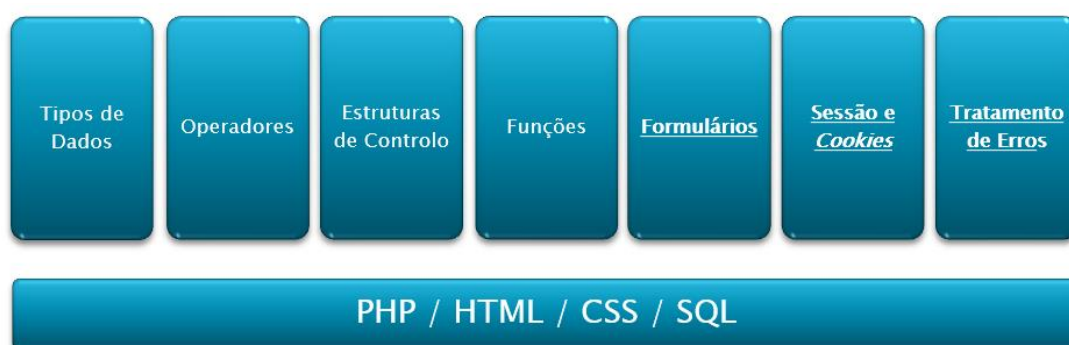 Tipos de
Dados
Operadores
Estruturas
de Controlo
Funções
Formulários
Sessão e
Cookies
Tratamento
de Erros
PHP / HTML / CSS / SQL